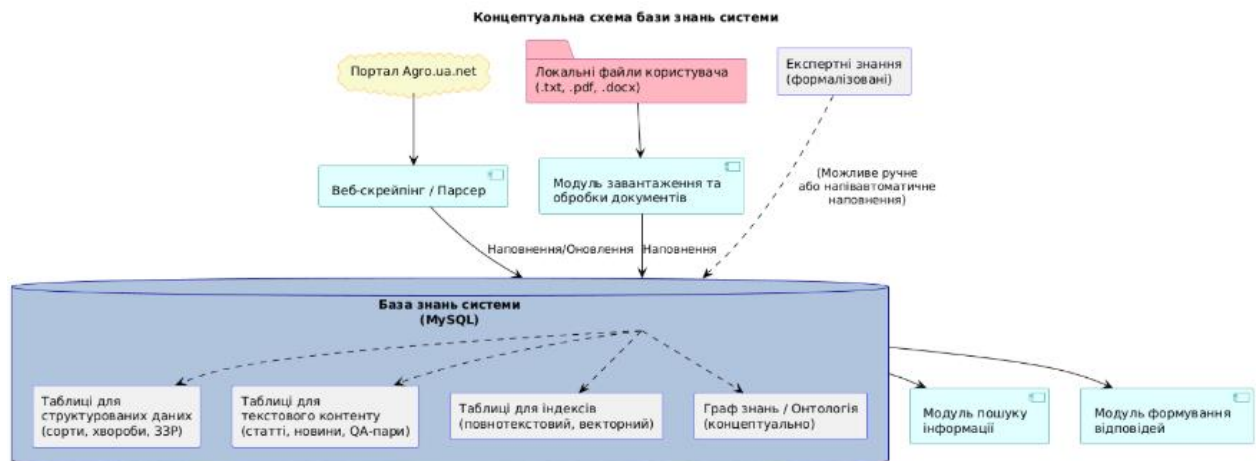 Концептуальна схема бази знань системи
Портал Agro.ua.net
Локальні файли користувача
(.txt, .pdf, .docx)
Експертні знання
(формалізовані)
Веб-скрейпінг / Парсер
Модуль завантаження та
обробки документів
(Можливе ручне
або напівавтоматичне
наповнення)
Наповнення/Оновлення
Наповнення
База знань системи
(MySQL)
Таблиці для
структурованих даних
(сорти, хвороби, ЗЗР)
Таблиці для
текстового контенту
(статті, новини, QA-пари)
Таблиці для індексів
(повнотекстовий, векторний)
Граф знань / Онтологія
(концептуально)
Модуль пошуку
інформації
Модуль формування
відповідей